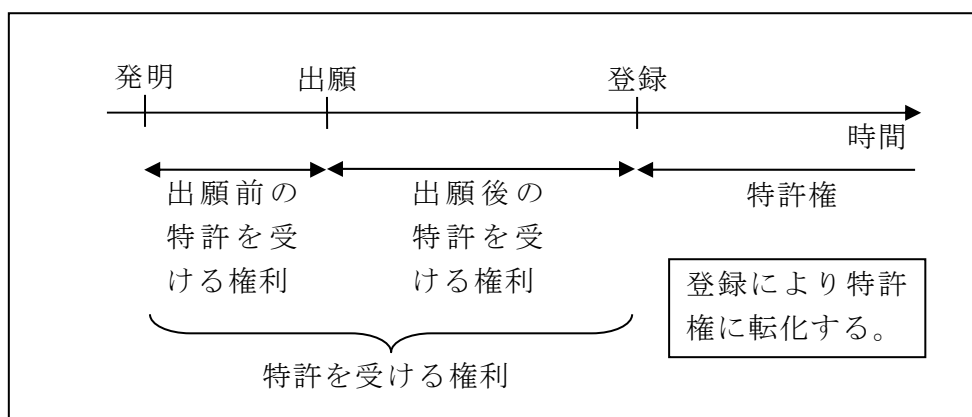 発明
出願
登録
時間
出願前の
特許を受
ける権利
出願後の
特許を受
ける権利
特許権
登録により特許
権に転化する。
特許を受ける権利